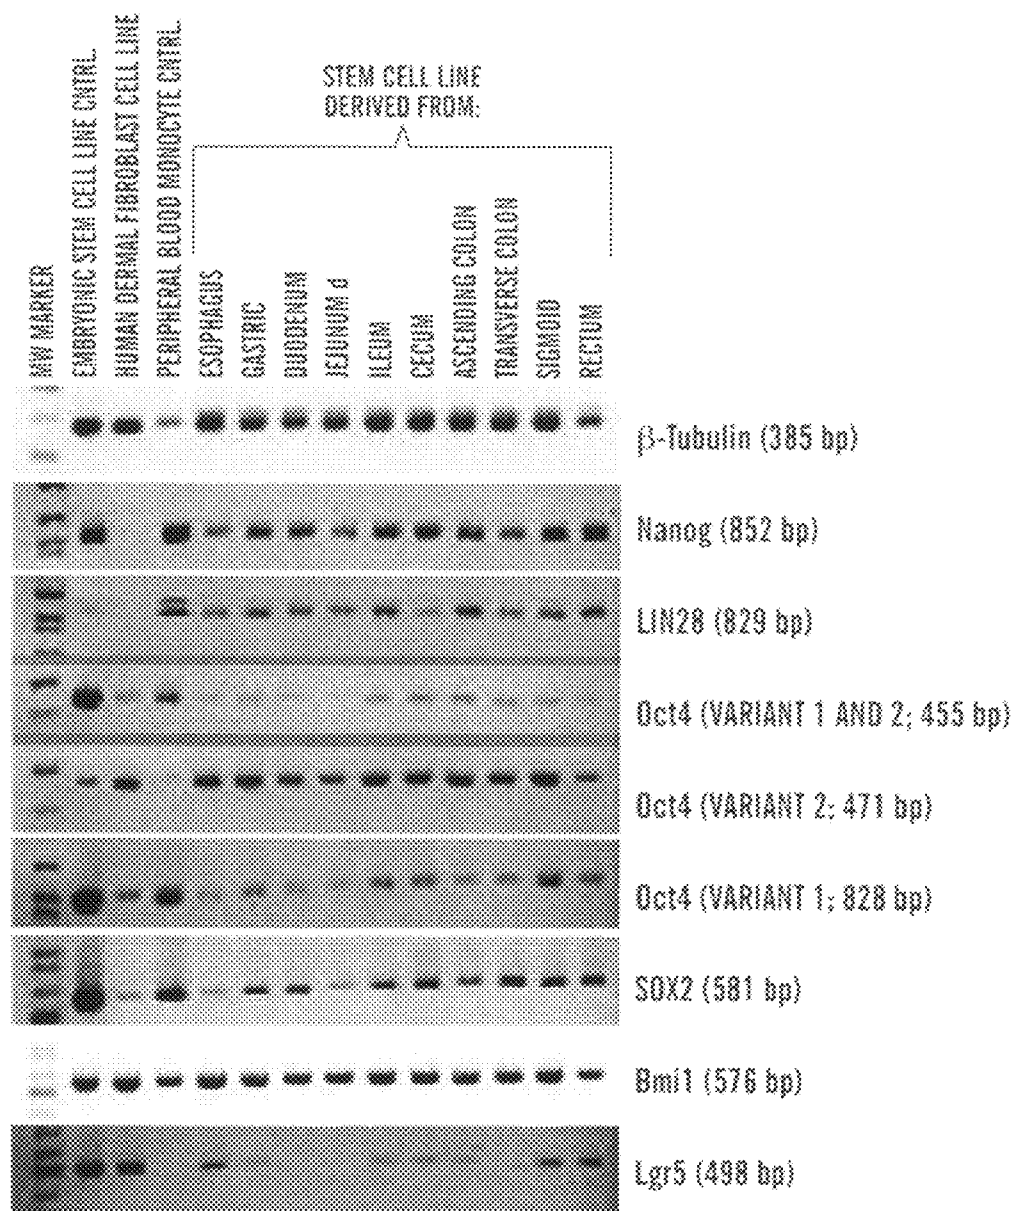 STEM CELL LINE
DERIVED FROM:
MW MARKER
EMBRYONIC STEM CELL LINE CNTRL.
HUMAN DERMAL FIBROBLAST CELL LINE
PERIPHERAL BLOOD MONOCYTE CNTRL.
ESOPHAGUS
GASTRIC
DUODENUM
JEJUNUM d
ILEUM
CECUM
ASCENDING COLON
TRANSVERSE COLON
SIGMOID
RECTUM
β-Tubulin (385 bp)
Nanog (852 bp)
LIN28 (829 bp)
Oct4 (VARIANT 1 AND 2; 455 bp)
Oct4 (VARIANT 2; 471 bp)
Oct4 (VARIANT 1; 828 bp)
SOX2 (581 bp)
Bmi1 (576 bp)
Lgr5 (498 bp)